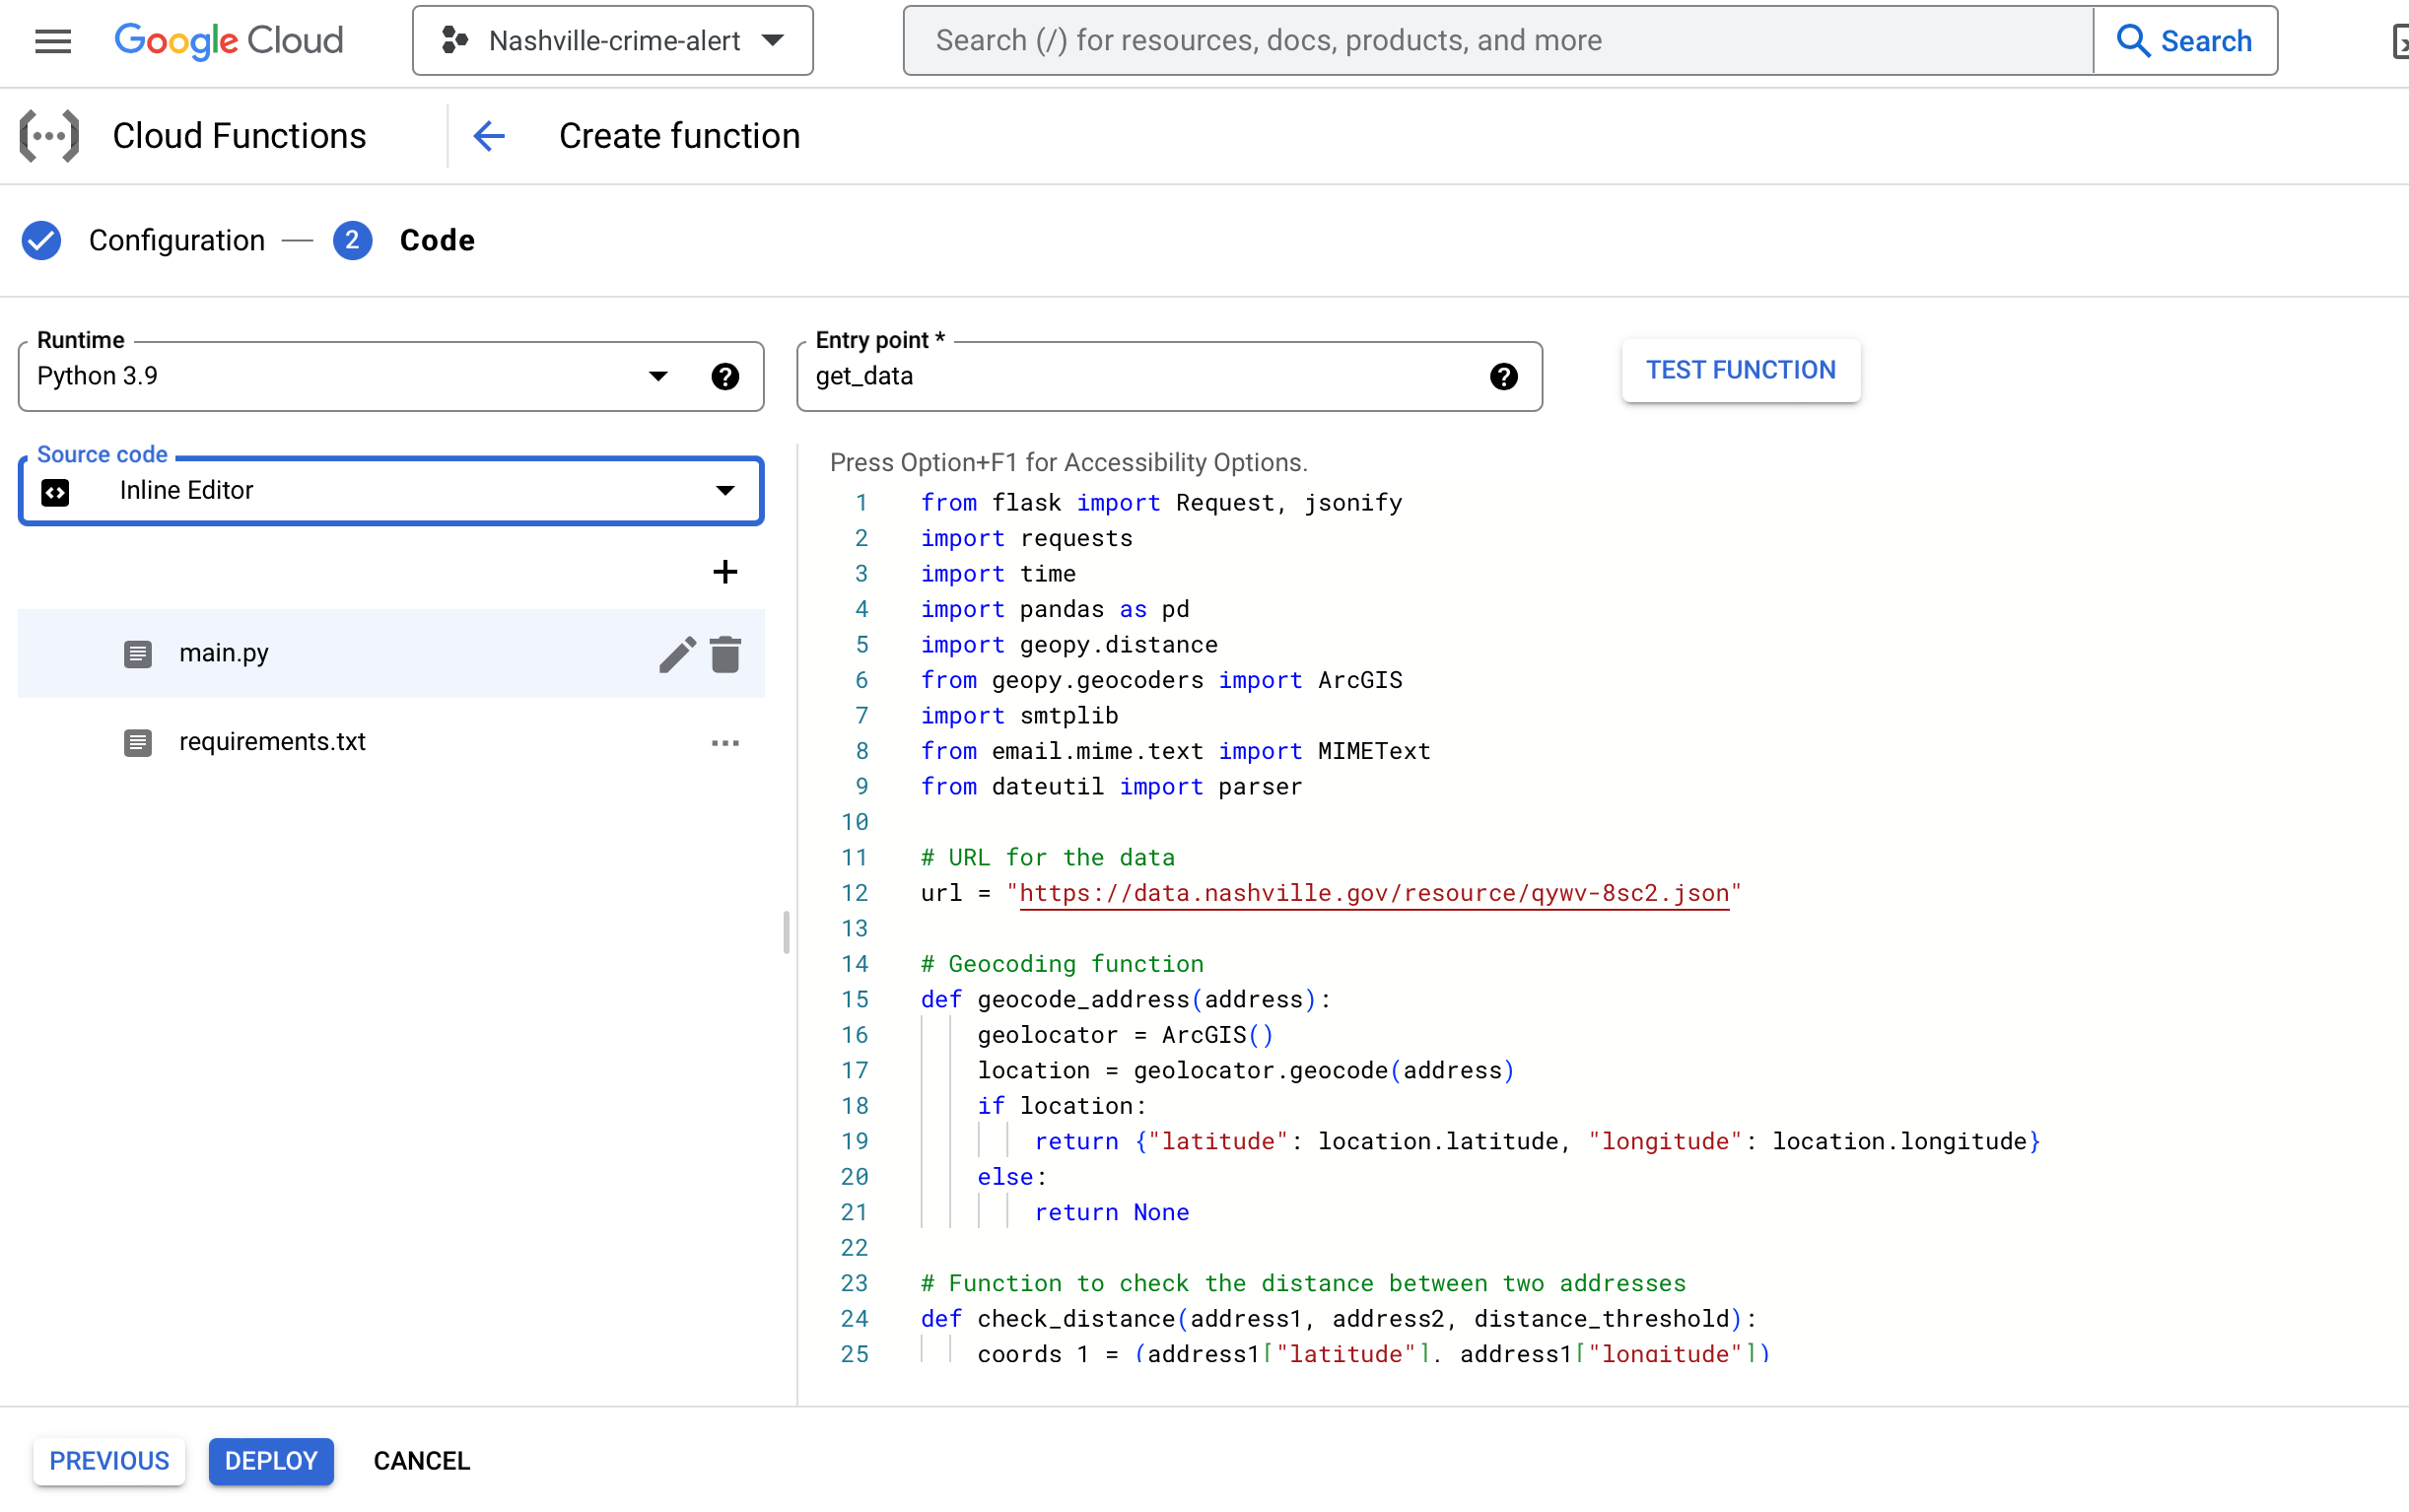 Google Cloud
Nashville-crime-alert
Search (/) for resources, docs, products, and more
Search
Cloud Functions
Create function
Configuration
2
Code
Runtime
Python 3.9
Entry point *
get_data
TEST FUNCTION
Source code
Inline Editor
main.py
requirements.txt
Press Option+F1 for Accessibility Options.
1 from flask import Request, jsonify
2 import requests
3 import time
4 import pandas as pd
5 import geopy.distance
6 from geopy.geocoders import ArcGIS
7 import smtplib
8 from email.mime.text import MIMEText
9 from dateutil import parser
10
11 # URL for the data
12 url = "https://data.nashville.gov/resource/qywv-8sc2.json"
13
14 # Geocoding function
15 def geocode_address(address):
16 geolocator = ArcGIS()
17 location = geolocator.geocode(address)
18 if location:
19 return {"latitude": location.latitude, "longitude": location.longitude}
20 else:
21 return None
22
23 # Function to check the distance between two addresses
24 def check_distance(address1, address2, distance_threshold):
25 coords_1 = (address1["latitude"], address1["longitude"])
PREVIOUS
DEPLOY
CANCEL